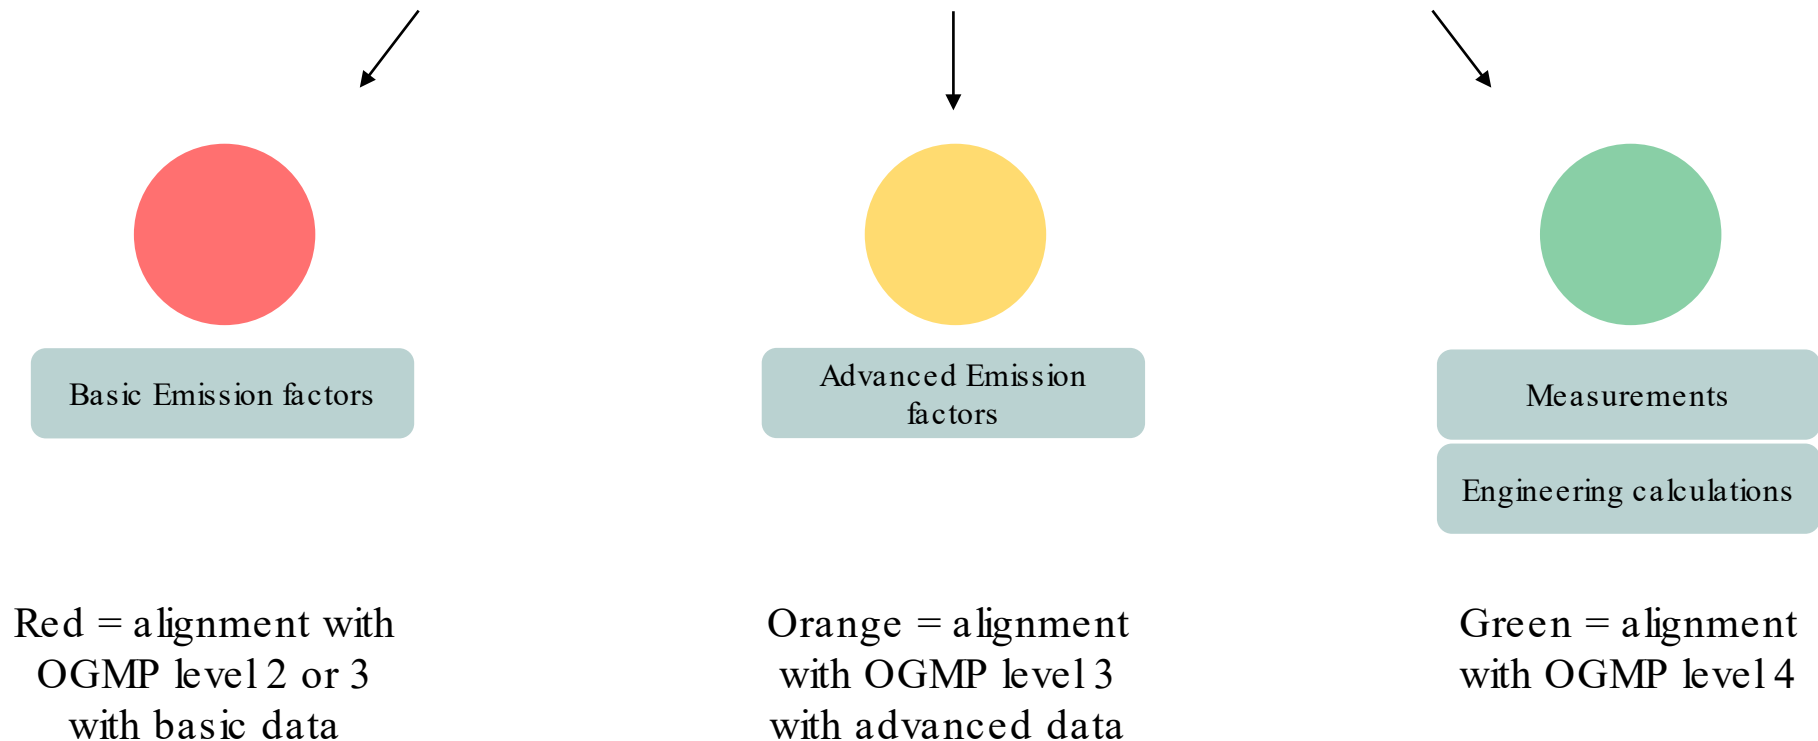 Basic Emission factors
Advanced Emission
factors
Measurements
Engineering calculations
Red = alignment with
OGMP level 2 or 3
with basic data
Orange = alignment
with OGMP level 3
with advanced data
Green = alignment
with OGMP level 4